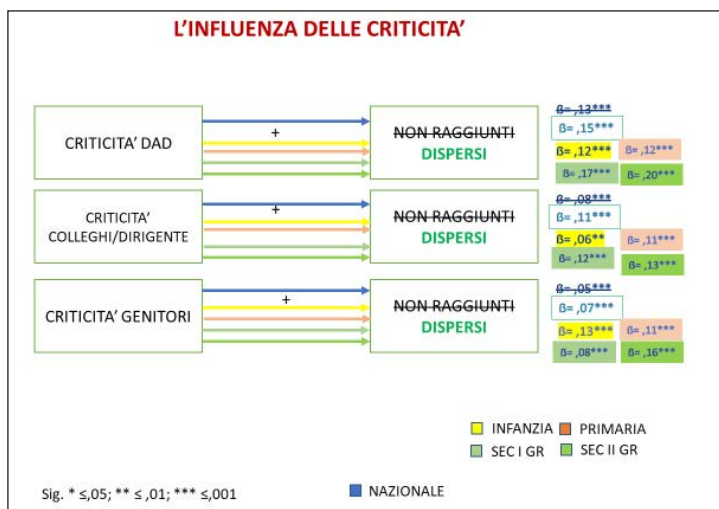 L'INFLUENZA DELLE CRITICITA'
CRITICITA' DAD
+
NON RAGGIUNTI
DISPERSI
ß= ,13***
ß= ,15***
ß= ,12*** ß= ,12***
ß= ,17*** ß= ,20***
CRITICITA'
COLLEGHI/DIRIGENTE
+
NON RAGGIUNTI
DISPERSI
ß= ,08***
ß= ,11***
ß= ,06** ß= ,11***
ß= ,12*** ß= ,13***
CRITICITA' GENITORI
+
NON RAGGIUNTI
DISPERSI
ß= ,05***
ß= ,07***
ß= ,13*** ß= ,11***
ß= ,08*** ß= ,16***
INFANZIA PRIMARIA
SEC I GR SEC II GR
Sig. * ≤,05; ** ≤ ,01; *** ≤,001 NAZIONALE